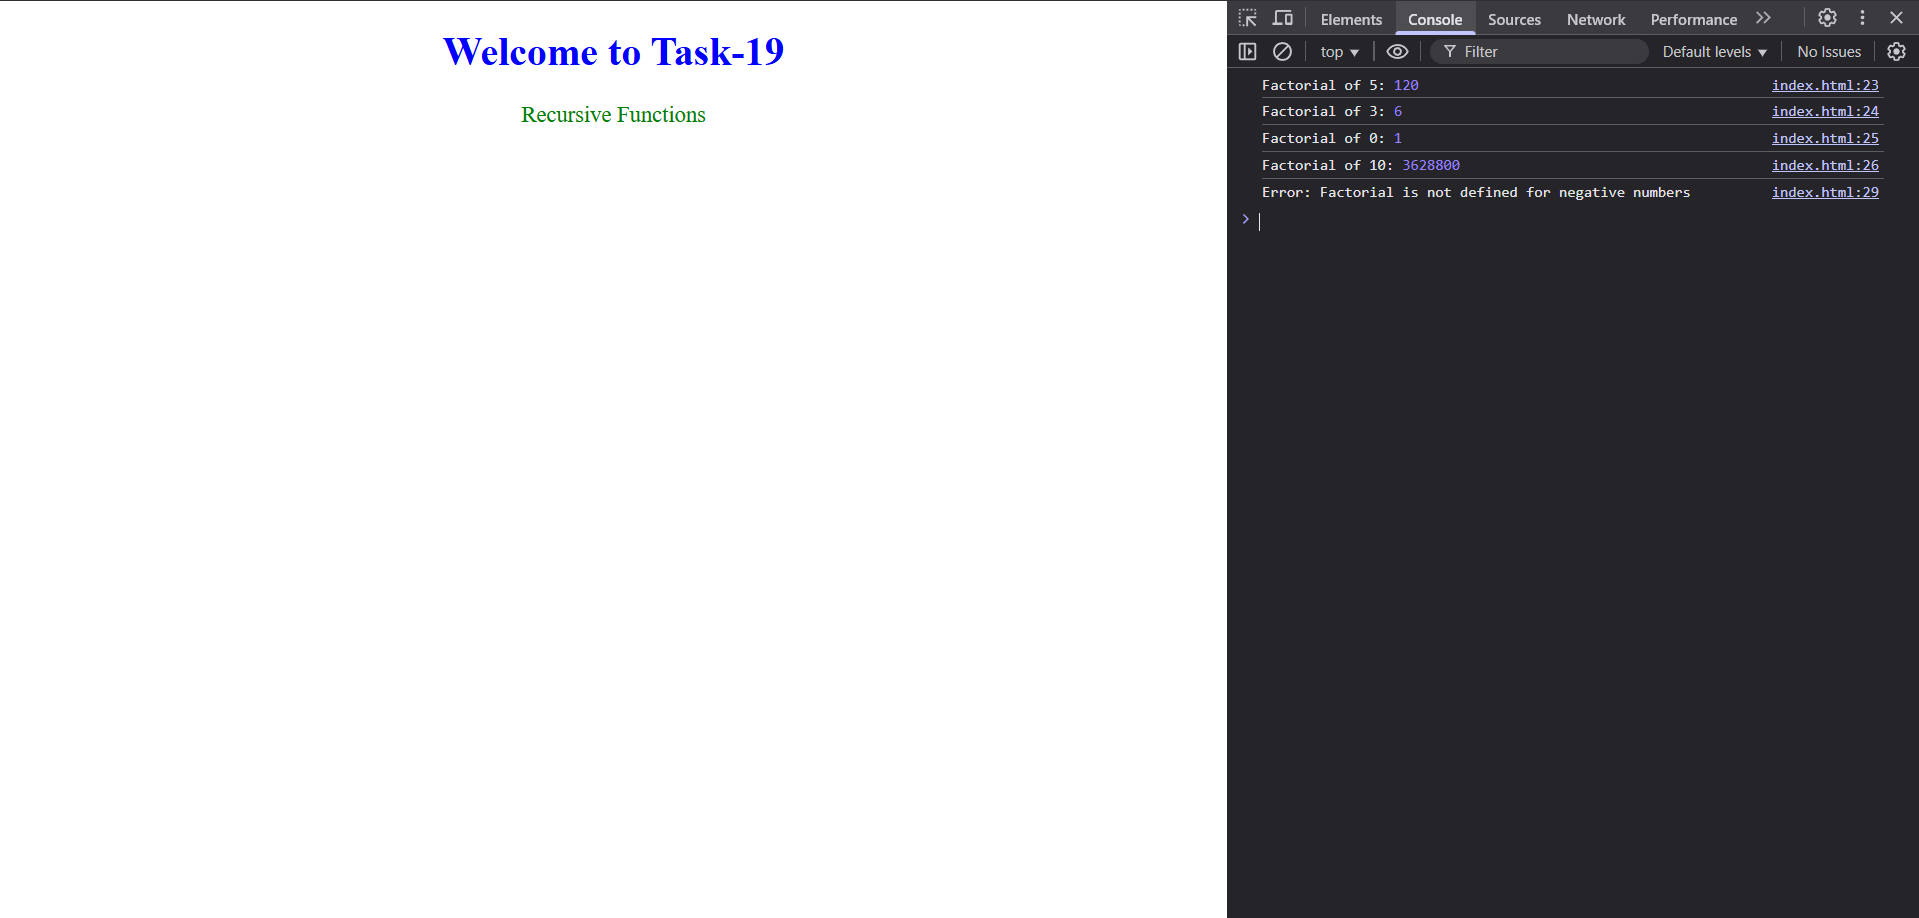 Welcome to Task-19
Recursive Functions
Elements Console Sources Network Performance
top Filter Default levels No Issues
Factorial of 5: 120 index.html:23
Factorial of 3: 6 index.html:24
Factorial of 0: 1 index.html:25
Factorial of 10: 3628800 index.html:26
Error: Factorial is not defined for negative numbers index.html:29